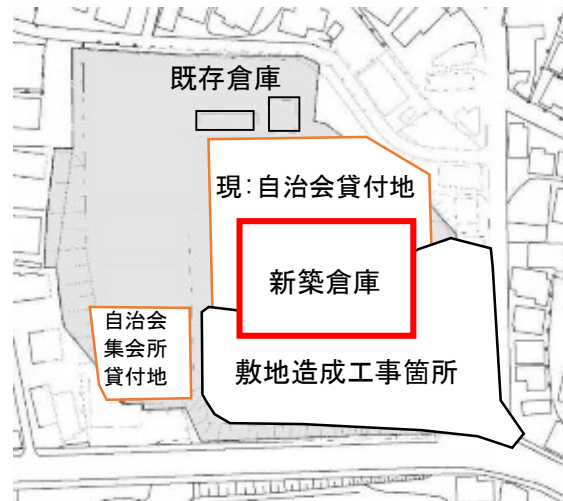 既存倉庫
現:自治会貸付地
新築倉庫
自治会
集会所
貸付地
敷地造成工事箇所